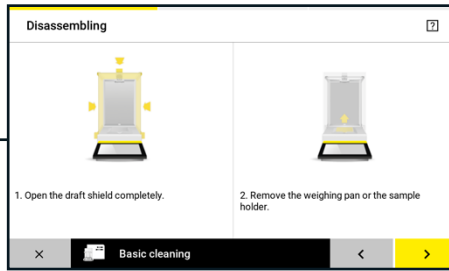 Disassembling
?
1. Open the draft shield completely.
2. Remove the weighing pan or the sample
holder.
Basic cleaning